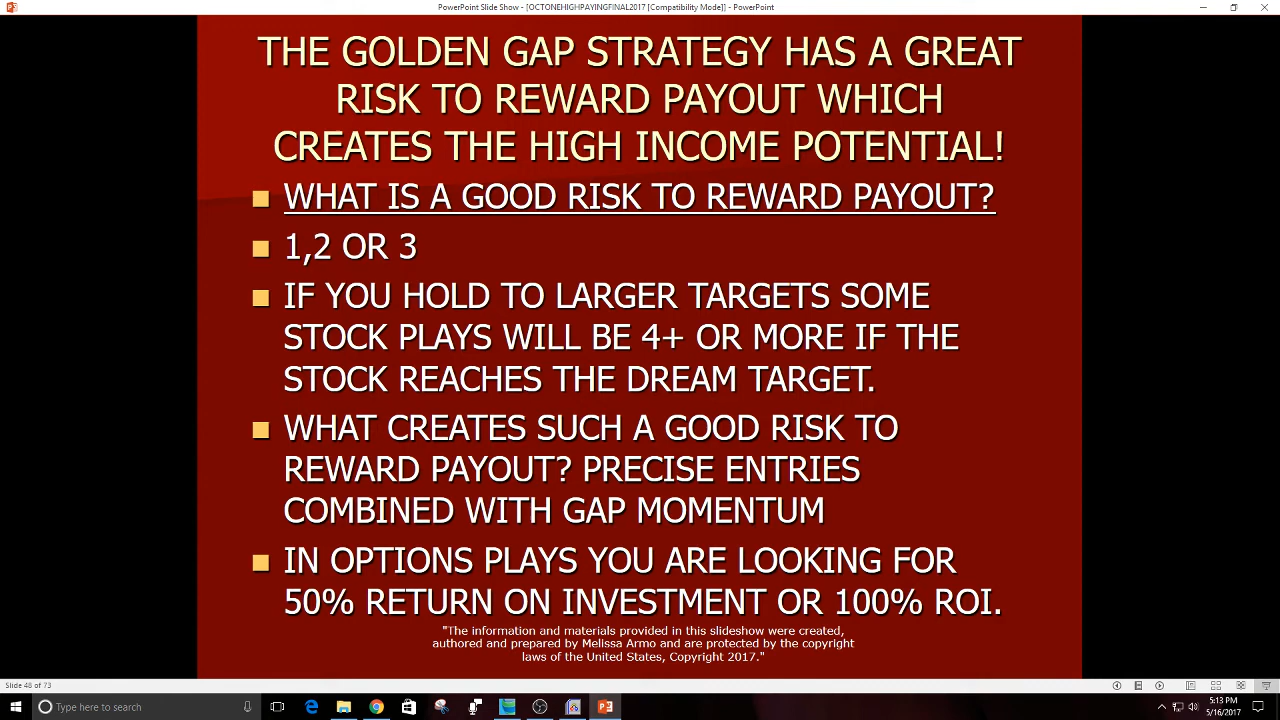 PowerPoint Slide Show - [OCTONEHIGHPAYINGFINAL2017 [Compatibility Mode]] - PowerPoint
THE GOLDEN GAP STRATEGY HAS A GREAT
RISK TO REWARD PAYOUT WHICH
CREATES THE HIGH INCOME POTENTIAL!
WHAT IS A GOOD RISK TO REWARD PAYOUT?
1,2 OR 3
IF YOU HOLD TO LARGER TARGETS SOME
STOCK PLAYS WILL BE 4+ OR MORE IF THE
STOCK REACHES THE DREAM TARGET.
WHAT CREATES SUCH A GOOD RISK TO
REWARD PAYOUT? PRECISE ENTRIES
COMBINED WITH GAP MOMENTUM
IN OPTIONS PLAYS YOU ARE LOOKING FOR
50% RETURN ON INVESTMENT OR 100% ROI.
"The information and materials provided in this slideshow were created,
authored and prepared by Melissa Armo and are protected by the copyright
laws of the United States, Copyright 2017."
Slide 48 of 73
Type here to search
5:13 PM
5/16/2017